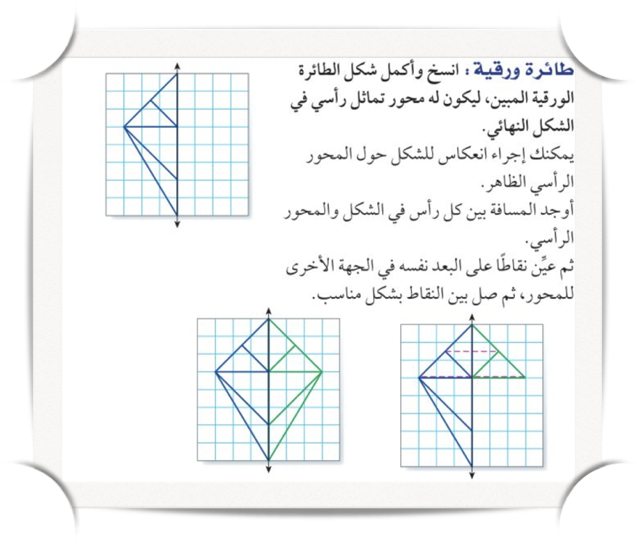 طائرة ورقية : انسخ وأكمل شكل الطائرة
الورقية المبين، ليكون له محور تماثل رأسي في
الشكل النهائي.
يمكنك إجراء انعكاس للشكل حول المحور
الرأسي الظاهر.
أوجد المسافة بين كل رأس في الشكل والمحور
الرأسي.
ثم عيِّن نقاطًا على البعد نفسه في الجهة الأخرى
للمحور، ثم صل بين النقاط بشكل مناسب.